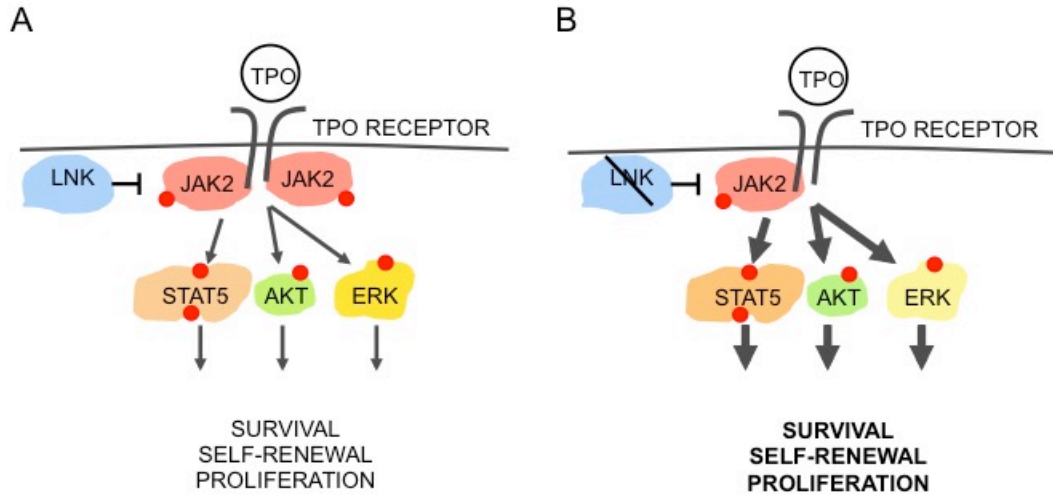 A
TPO
TPO RECEPTOR
LNK
JAK2
JAK2
STAT5
AKT
ERK
SURVIVAL
SELF-RENEWAL
PROLIFERATION
B
TPO
TPO RECEPTOR
LNK
JAK2
STAT5
AKT
ERK
SURVIVAL
SELF-RENEWAL
PROLIFERATION